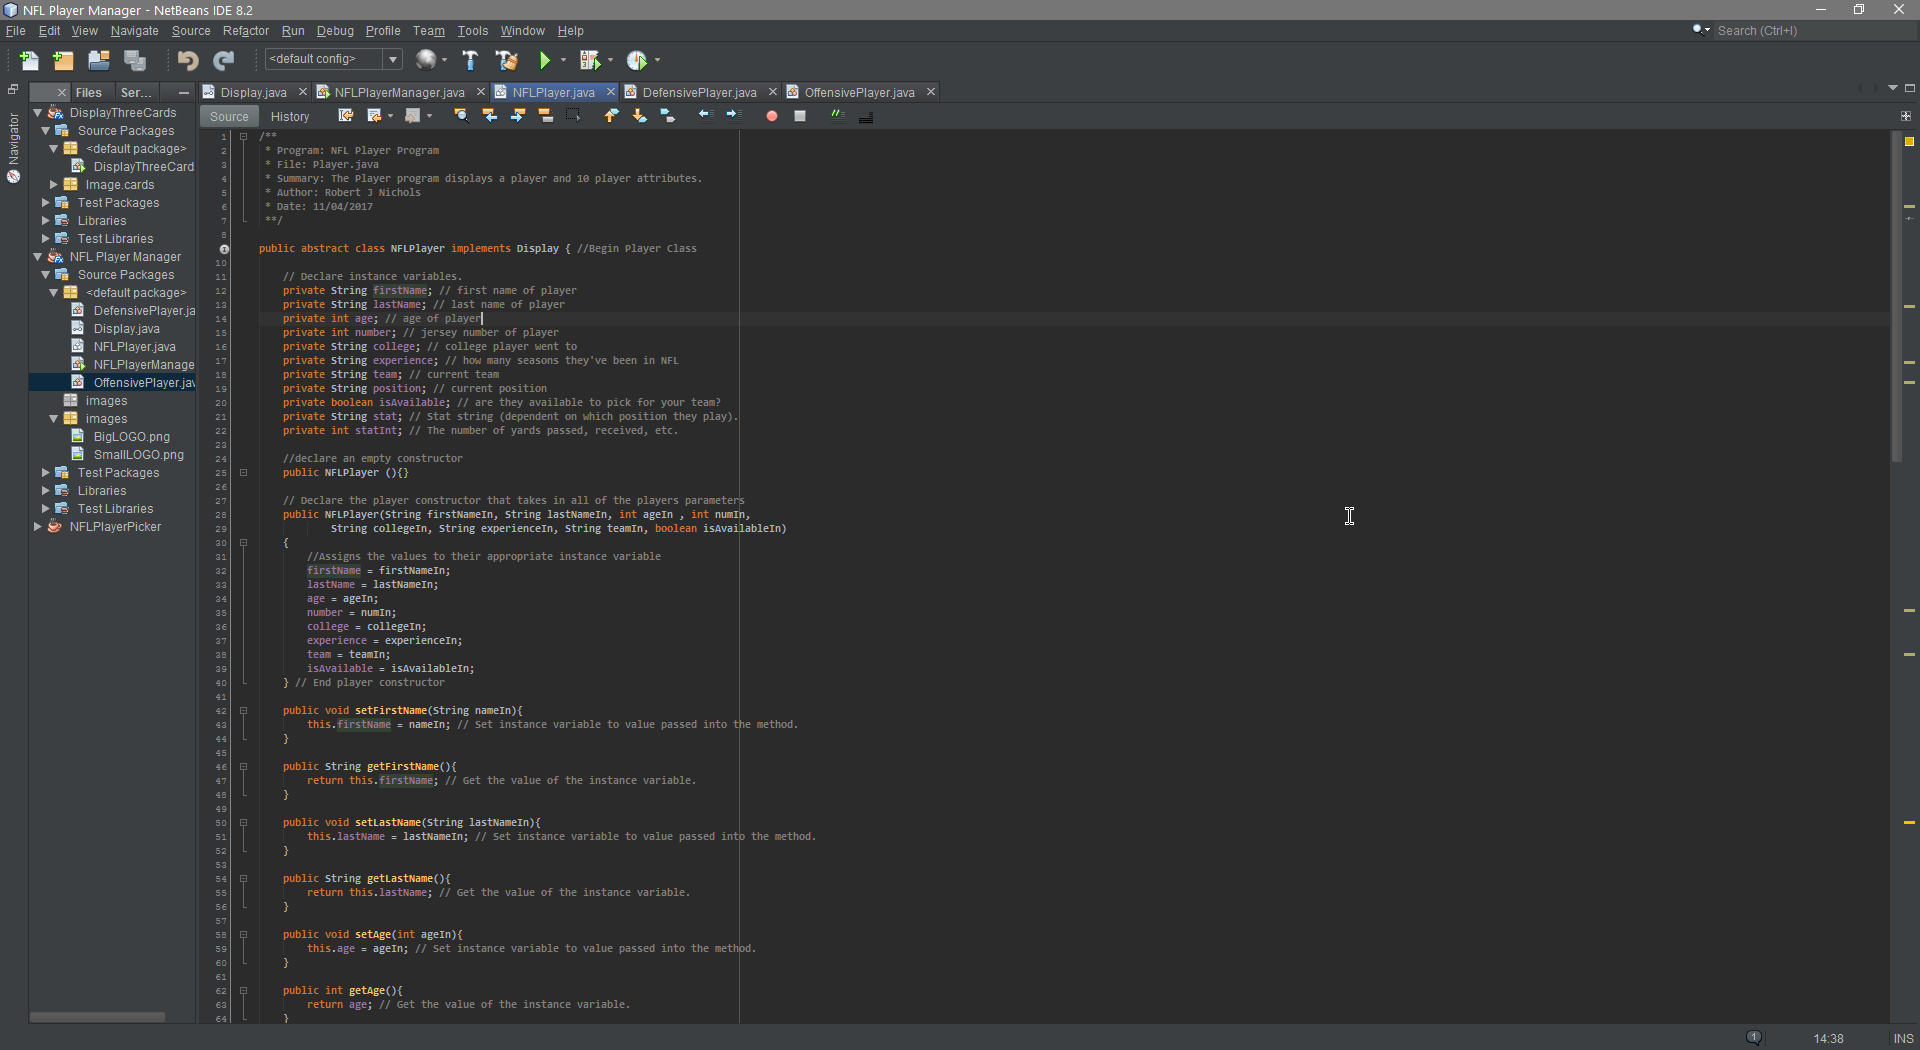 NFL Player Manager - NetBeans IDE 8.2
File Edit View Navigate Source Refactor Run Debug Profile Team Tools Window Help
Search (Ctrl+I)
<default config>
Files Ser...
Display.java NFLPlayerManager.java NFLPlayer.java DefensivePlayer.java OffensivePlayer.java
Navigator
DisplayThreeCards
Source Packages
<default package>
DisplayThreeCard
Image.cards
Test Packages
Libraries
Test Libraries
NFL Player Manager
Source Packages
<default package>
DefensivePlayer.ja
Display.java
NFLPlayer.java
NFLPlayerManage
OffensivePlayer.jav
images
images
BigLOGO.png
SmallLOGO.png
Test Packages
Libraries
Test Libraries
NFLPlayerPicker
Source History
1 /**
2 * Program: NFL Player Program
3 * File: Player.java
4 * Summary: The Player program displays a player and 10 player attributes.
5 * Author: Robert J Nichols
6 * Date: 11/04/2017
7 **/
8
public abstract class NFLPlayer implements Display { //Begin Player Class
10
11 // Declare instance variables.
12 private String firstName; // first name of player
13 private String lastName; // last name of player
14 private int age; // age of player
15 private int number; // jersey number of player
16 private String college; // college player went to
17 private String experience; // how many seasons they've been in NFL
18 private String team; // current team
19 private String position; // current position
20 private boolean isAvailable; // are they available to pick for your team?
21 private String stat; // Stat string (dependent on which position they play).
22 private int statInt; // The number of yards passed, received, etc.
23
24 //declare an empty constructor
25 public NFLPlayer (){}
26
27 // Declare the player constructor that takes in all of the players parameters
28 public NFLPlayer(String firstNameIn, String lastNameIn, int ageIn , int numIn,
29 String collegeIn, String experienceIn, String teamIn, boolean isAvailableIn)
30 {
31 //Assigns the values to their appropriate instance variable
32 firstName = firstNameIn;
33 lastName = lastNameIn;
34 age = ageIn;
35 number = numIn;
36 college = collegeIn;
37 experience = experienceIn;
38 team = teamIn;
39 isAvailable = isAvailableIn;
40 } // End player constructor
41
42 public void setFirstName(String nameIn){
43 this.firstName = nameIn; // Set instance variable to value passed into the method.
44 }
45
46 public String getFirstName(){
47 return this.firstName; // Get the value of the instance variable.
48 }
49
50 public void setLastName(String lastNameIn){
51 this.lastName = lastNameIn; // Set instance variable to value passed into the method.
52 }
53
54 public String getLastName(){
55 return this.lastName; // Get the value of the instance variable.
56 }
57
58 public void setAge(int ageIn){
59 this.age = ageIn; // Set instance variable to value passed into the method.
60 }
61
62 public int getAge(){
63 return age; // Get the value of the instance variable.
64 }
1 14:38 INS